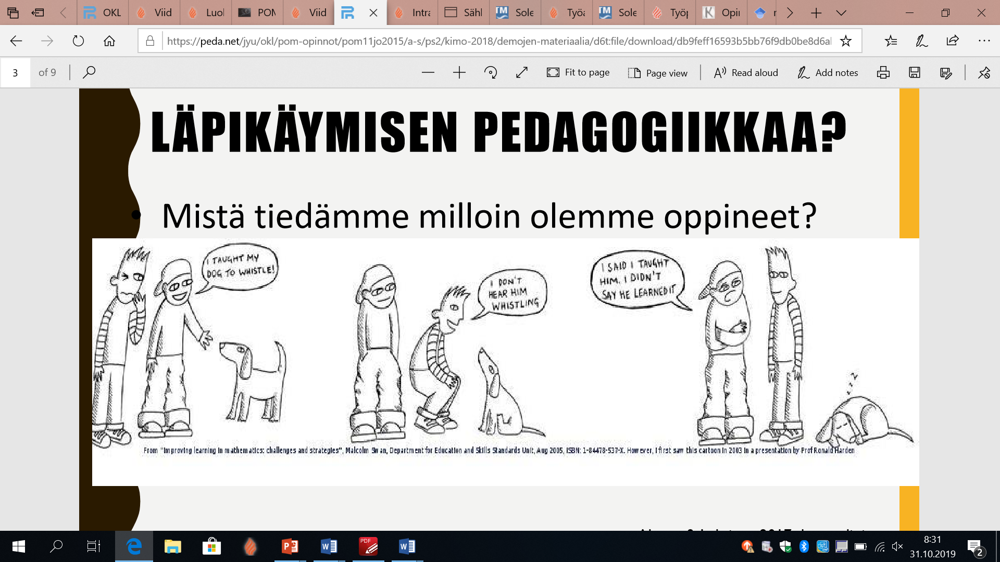 OKL
Viid
Luol
POM
Viid
Intra
Sähl
Sole
Työa
Sole
Työp
Opin
https://peda.net/jyu/okl/pom-opinnot/pom11jo2015/a-s/ps2/kimo-2018/demojen-materiaalia/d6t:file/download/db9feff16593b5bb76f9db0be8d6al
3 of 9
Fit to page
Page view
Read aloud
Add notes
LÄPIKÄYMISEN PEDAGOGIIKKAA?
• Mistä tiedämme milloin olemme oppineet?
I TAUGHT MY
DOG TO WHISTLE!
I DON'T
HEAR HIM
WHISTLING
I SAID I TAUGHT
HIM. I DIDN'T
SAY HE LEARNED IT
z z z
From "Improving learning in mathematics: challenges and strategies", Malcolm Swan, Department for Education and Skills Standards Unit, Aug 2005, ISBN: 1-84478-537-X. However, I first saw this cartoon in 2003 in a presentation by Prof Ronald Harden
PDF
8:31
31.10.2019
2